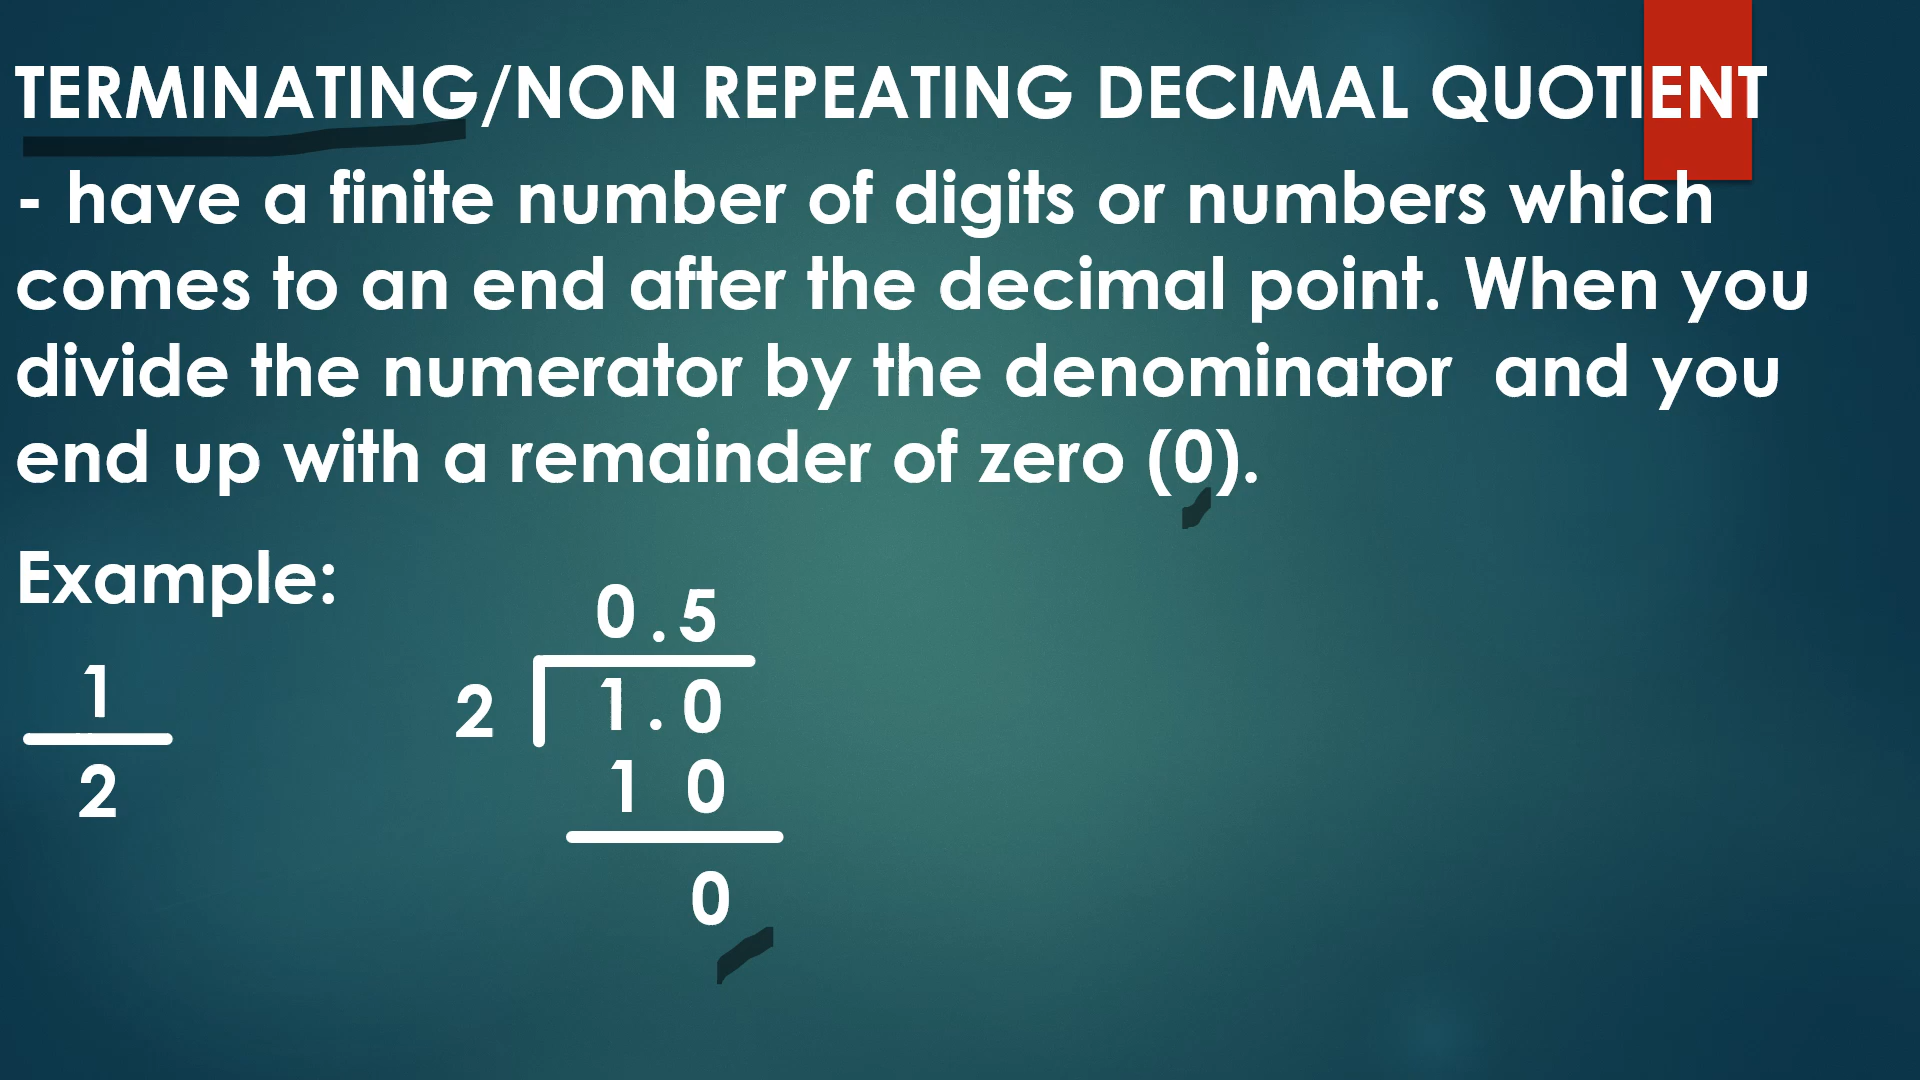 TERMINATING/NON REPEATING DECIMAL QUOTIENT
- have a finite number of digits or numbers which
comes to an end after the decimal point. When you
divide the numerator by the denominator and you
end up with a remainder of zero (0).
Example:
1
2
0.5
2 1.0
1 0
0